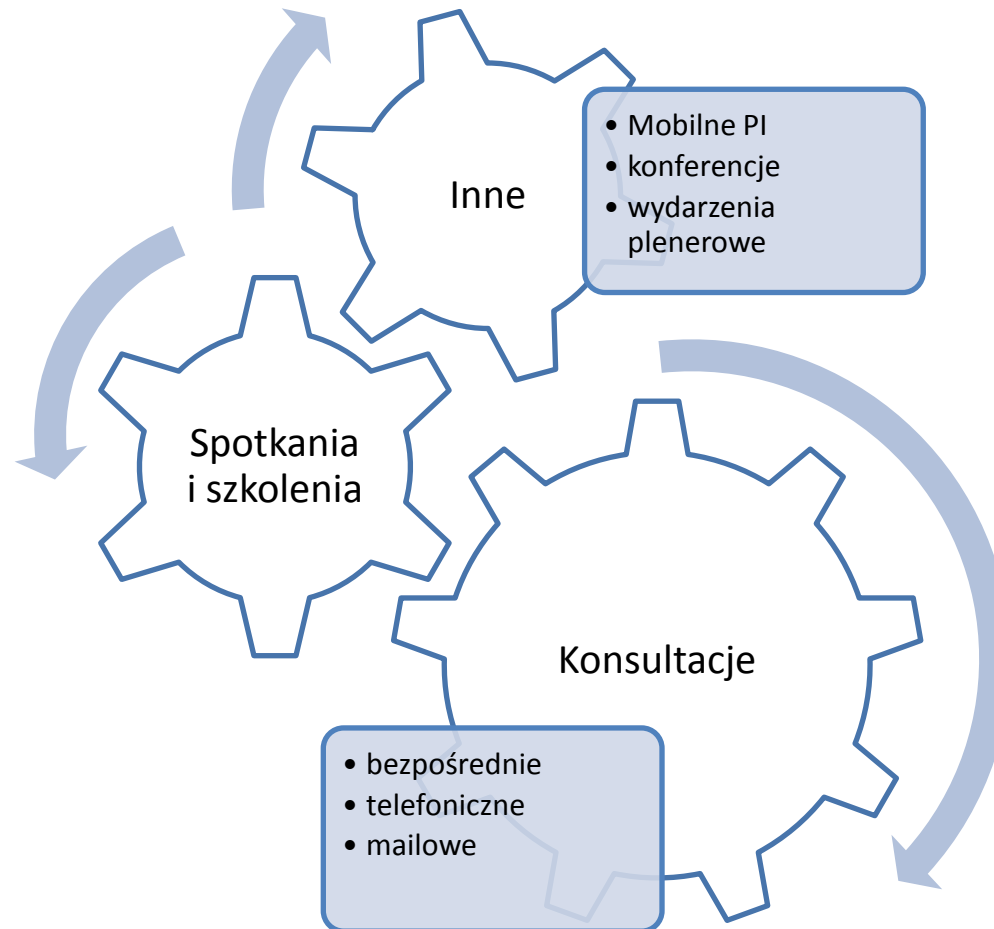 Inne
• Mobilne PI
• konferencje
• wydarzenia
plenerowe
Spotkania
i szkolenia
Konsultacje
• bezpośrednie
• telefoniczne
• mailowe